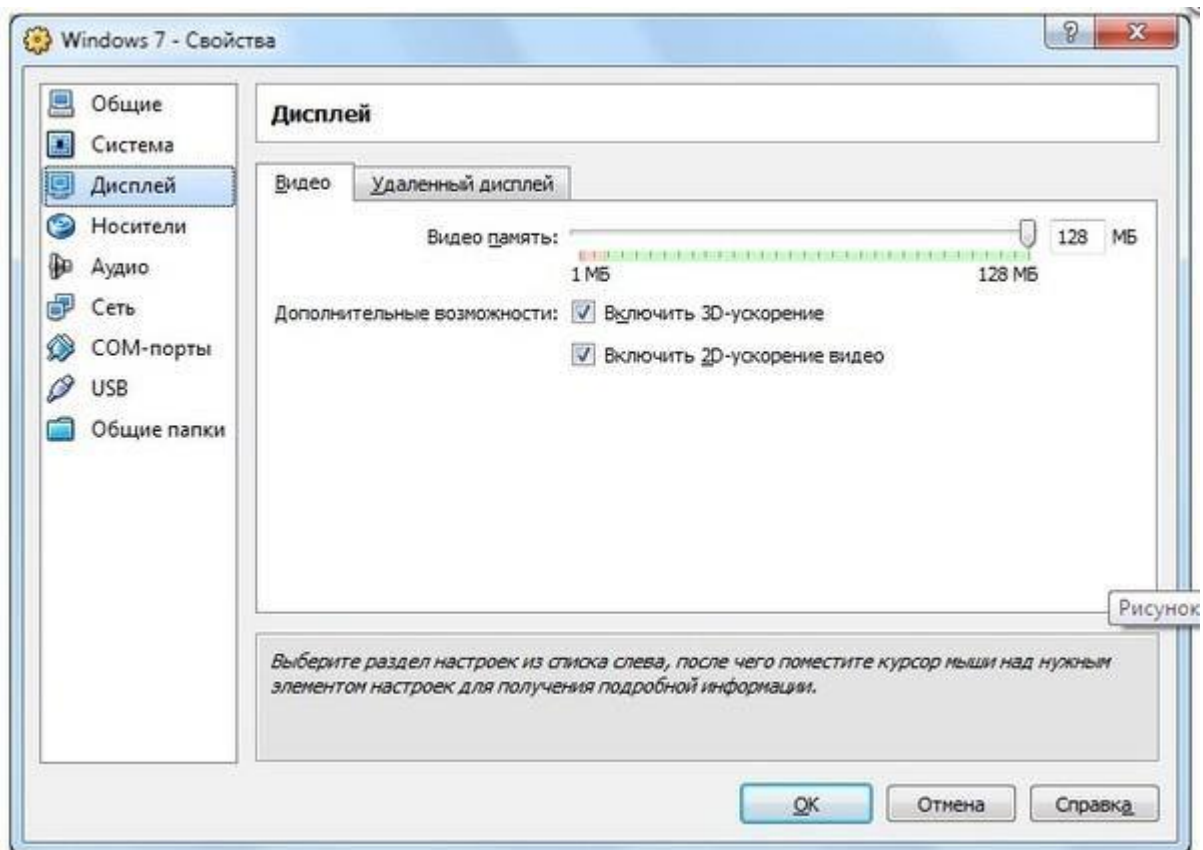 Windows 7 - Свойства
Общие
Система
Дисплей
Носители
Аудио
Сеть
COM-порты
USB
Общие папки
Дисплей
Видео
Удаленный дисплей
Видео память:
128 МБ
1 МБ
128 МБ
Дополнительные возможности:
Включить 3D-ускорение
Включить 2D-ускорение видео
Рисунок
Выберите раздел настроек из списка слева, после чего поместите курсор мыши над нужным
элементом настроек для получения подробной информации.
OK
Отмена
Справка